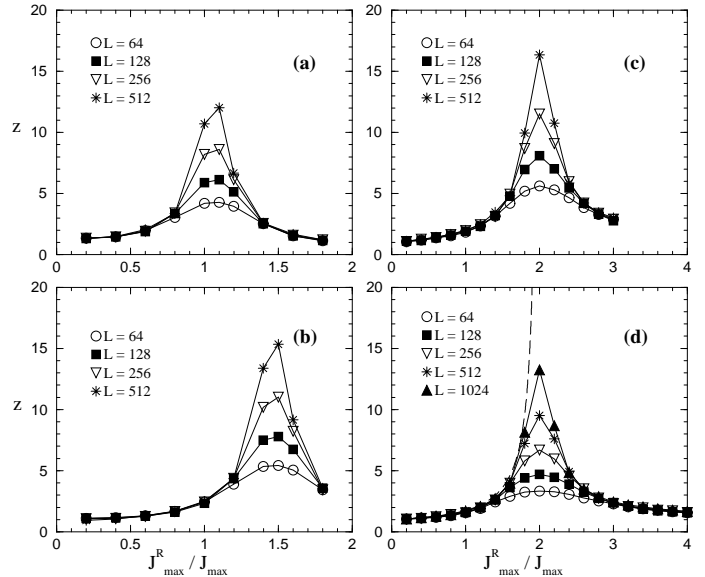 20
15
10
5
0
z
L = 64
L = 128
L = 256
L = 512
(a)
0 0.5 1 1.5 2
20
15
10
5
0
L = 64
L = 128
L = 256
L = 512
(c)
0 1 2 3 4
20
15
10
5
0
z
L = 64
L = 128
L = 256
L = 512
(b)
0 0.5 1 1.5 2
J^R_max / J_max
20
15
10
5
0
L = 64
L = 128
L = 256
L = 512
L = 1024
(d)
0 1 2 3 4
J^R_max / J_max